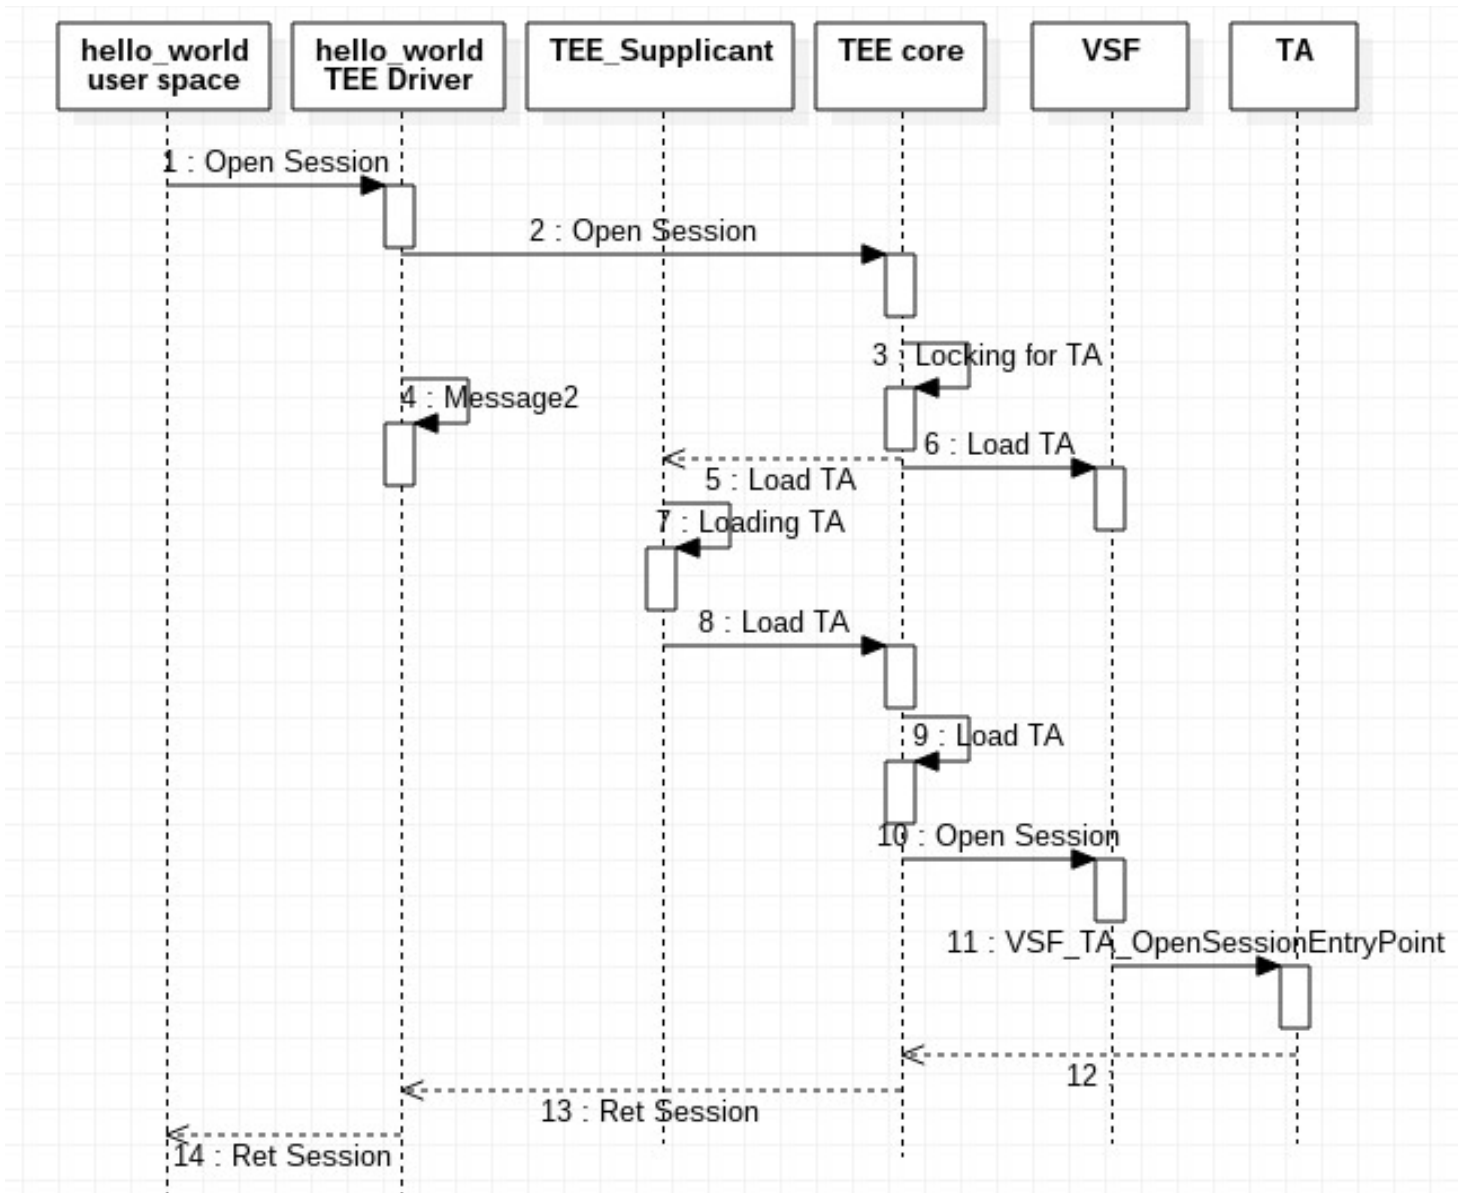 hello_world
user space
hello_world
TEE Driver
TEE_Supplicant
TEE core
VSF
TA
1 : Open Session
2 : Open Session
3 : Locking for TA
4 : Message2
6 : Load TA
5 : Load TA
7 : Loading TA
8 : Load TA
9 : Load TA
10 : Open Session
11 : VSF_TA_OpenSessionEntryPoint
12 :
13 : Ret Session
14 : Ret Session